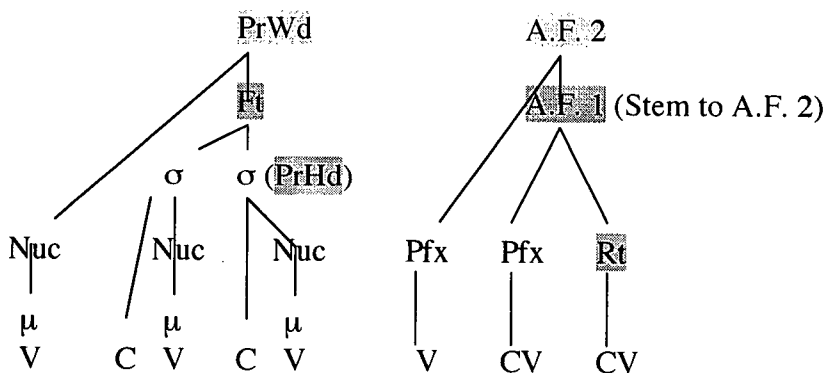 PrWd A.F. 2
Ft A.F. 1 (Stem to A.F. 2)
σ σ (PrHd)
Nuc Nuc Nuc Pfx Pfx Rt
μ μ μ
V C V C V V CV CV